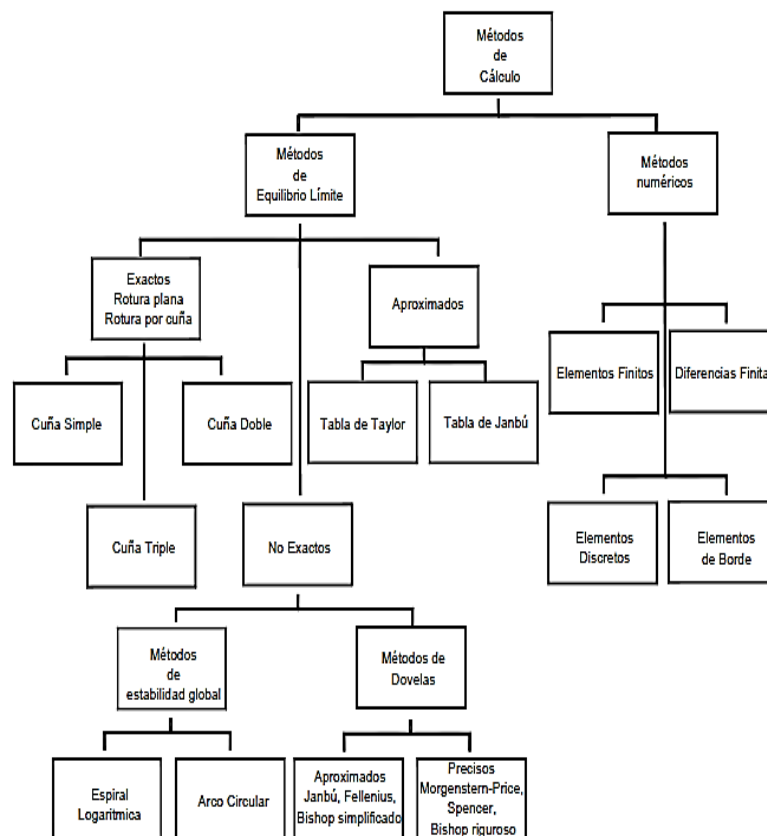 Métodos
de
Cálculo
Métodos
de
Equilibrio Límite
Métodos
numéricos
Exactos
Rotura plana
Rotura por cuña
Aproximados
Elementos Finitos
Diferencias Finita
Cuña Simple
Cuña Doble
Tabla de Taylor
Tabla de Janbú
Cuña Triple
No Exactos
Elementos
Discretos
Elementos
de Borde
Métodos
de
estabilidad global
Métodos de
Dovelas
Espiral
Logaritmica
Arco Circular
Aproximados
Janbú, Fellenius,
Bishop simplificado
Precisos
Morgenstern-Price,
Spencer,
Bishop riguroso